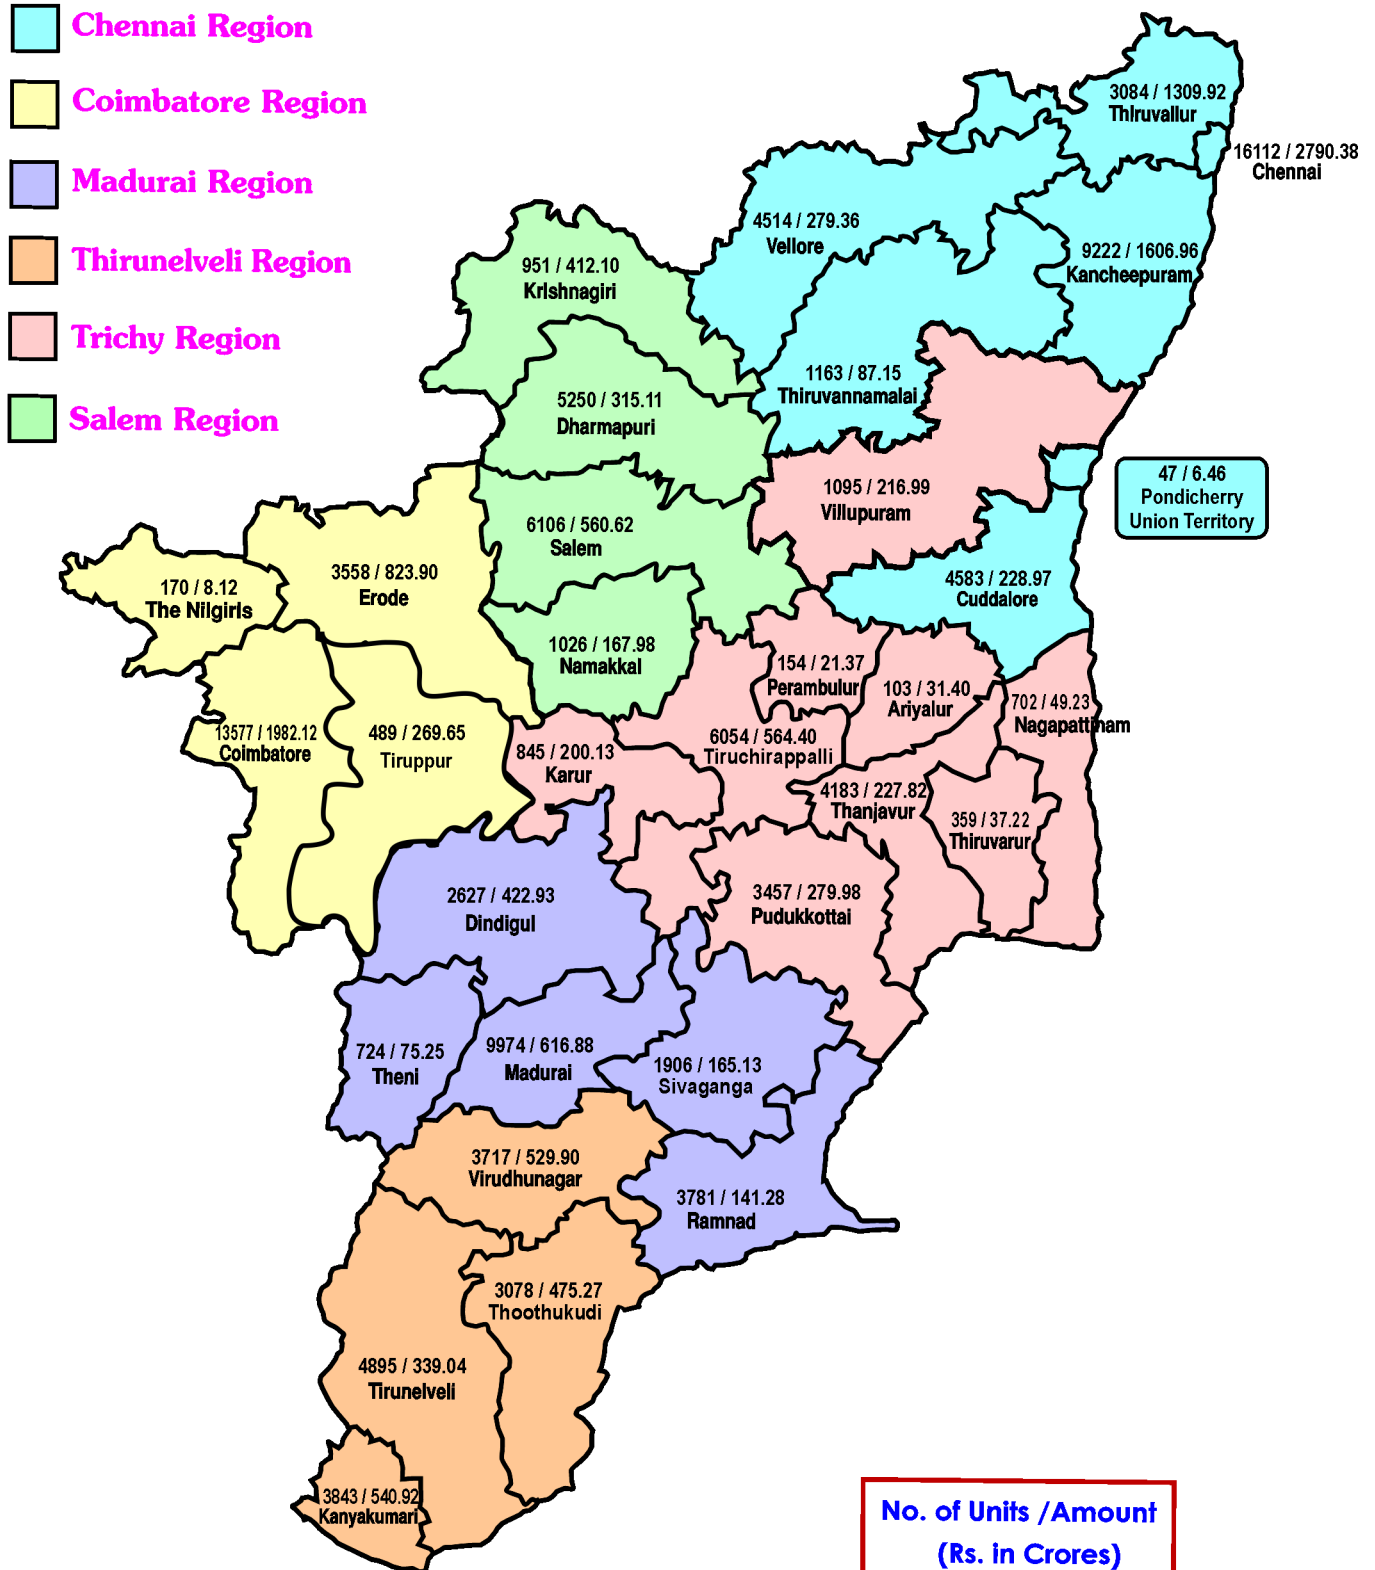 Chennai Region
Coimbatore Region
Madurai Region
Thirunelveli Region
Trichy Region
Salem Region
3084 / 1309.92
Thiruvallur
16112 / 2790.38
Chennai
4514 / 279.36
Vellore
9222 / 1606.96
Kancheepuram
951 / 412.10
KrIshnagiri
1163 / 87.15
Thiruvannamalai
5250 / 315.11
Dharmapuri
1095 / 216.99
Villupuram
47 / 6.46
Pondicherry
Union Territory
6106 / 560.62
Salem
3558 / 823.90
Erode
170 / 8.12
The NilgirIs
4583 / 228.97
Cuddalore
1026 / 167.98
Namakkal
154 / 21.37
Perambulur
103 / 31.40
Ariyalur
702 / 49.23
Nagapattinam
13577 / 1982.12
Coimbatore
489 / 269.65
Tiruppur
845 / 200.13
Karur
6054 / 564.40
Tiruchirappalli
4183 / 227.82
Thanjavur
359 / 37.22
Thiruvarur
2627 / 422.93
Dindigul
3457 / 279.98
Pudukkottai
724 / 75.25
Theni
9974 / 616.88
Madurai
1906 / 165.13
Sivaganga
3717 / 529.90
Virudhunagar
3781 / 141.28
Ramnad
3078 / 475.27
Thoothukudi
4895 / 339.04
Tirunelveli
3843 / 540.92
Kanyakumari
No. of Units /Amount
(Rs. in Crores)